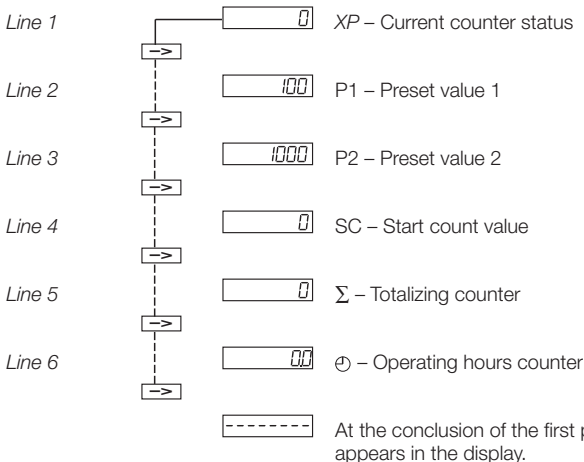 Line 1 0 XP – Current counter status
–>
Line 2 100 P1 – Preset value 1
–>
Line 3 1000 P2 – Preset value 2
–>
Line 4 0 SC – Start count value
–>
Line 5 0 Σ – Totalizing counter
–>
Line 6 0.0 – Operating hours counter
–>
-------- At the conclusion of the first
appears in the display.